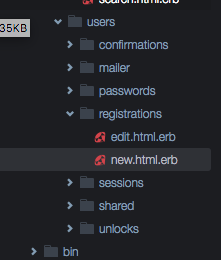 search.html.erb
users
35KB
confirmations
mailer
passwords
registrations
edit.html.erb
new.html.erb
sessions
shared
unlocks
bin